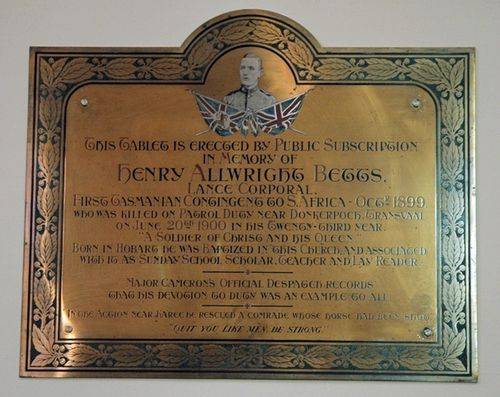 This Tablet is erected by Public Subscription
in Memory of
Henry Allwright Betts.
Lance Corporal.
First Tasmanian Contingent to S. Africa - Octr. 1899.
who was killed on Patrol Duty near Donkerpoch, Transvaal
on June 20th 1900 in his Twenty-third year.
"A Soldier of Christ and his Queen"
Born in Hobart he was Baptized in this Church, and associated
with it as Sunday School Scholar, Teacher and Lay Reader.
Major Cameron's Official Despatch records
that his devotion to duty was an example to all.
In the Action near Karee he rescued a comrade whose horse had been shot.
"Quit you like men, be strong."